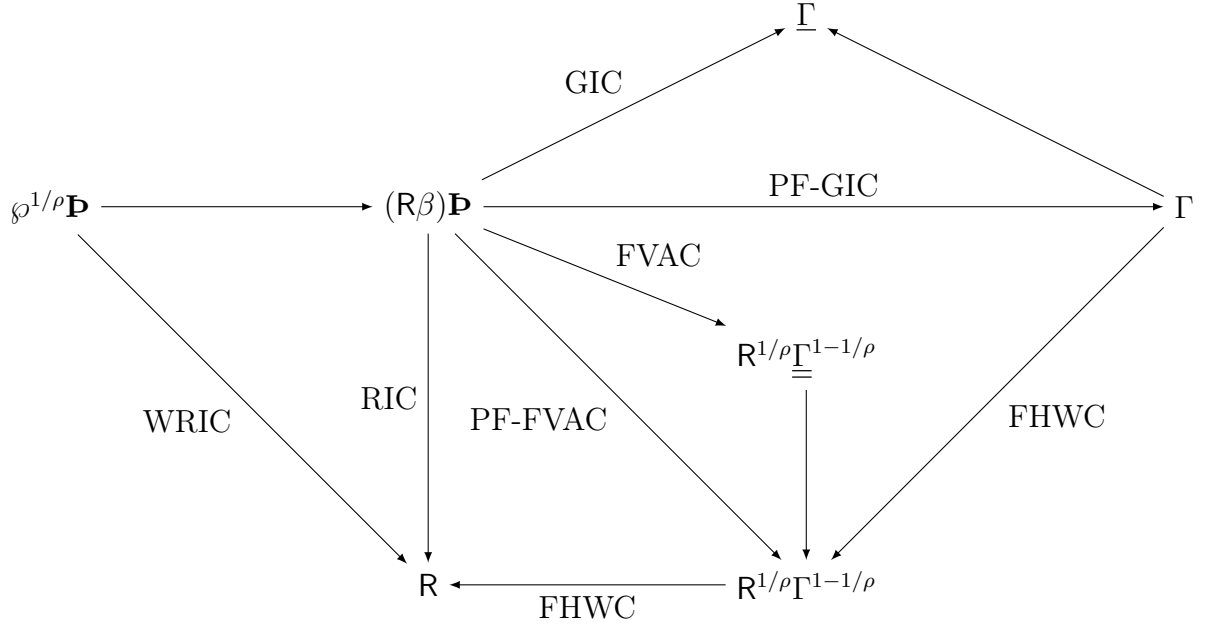 Γ̲
GIC
PF-GIC
℘^{1/ρ}𝐏
(Rβ)𝐏
Γ
FVAC
R^{1/ρ}Γ̳^{1−1/ρ}
RIC
WRIC
PF-FVAC
FHWC
R
FHWC
R^{1/ρ}Γ^{1−1/ρ}